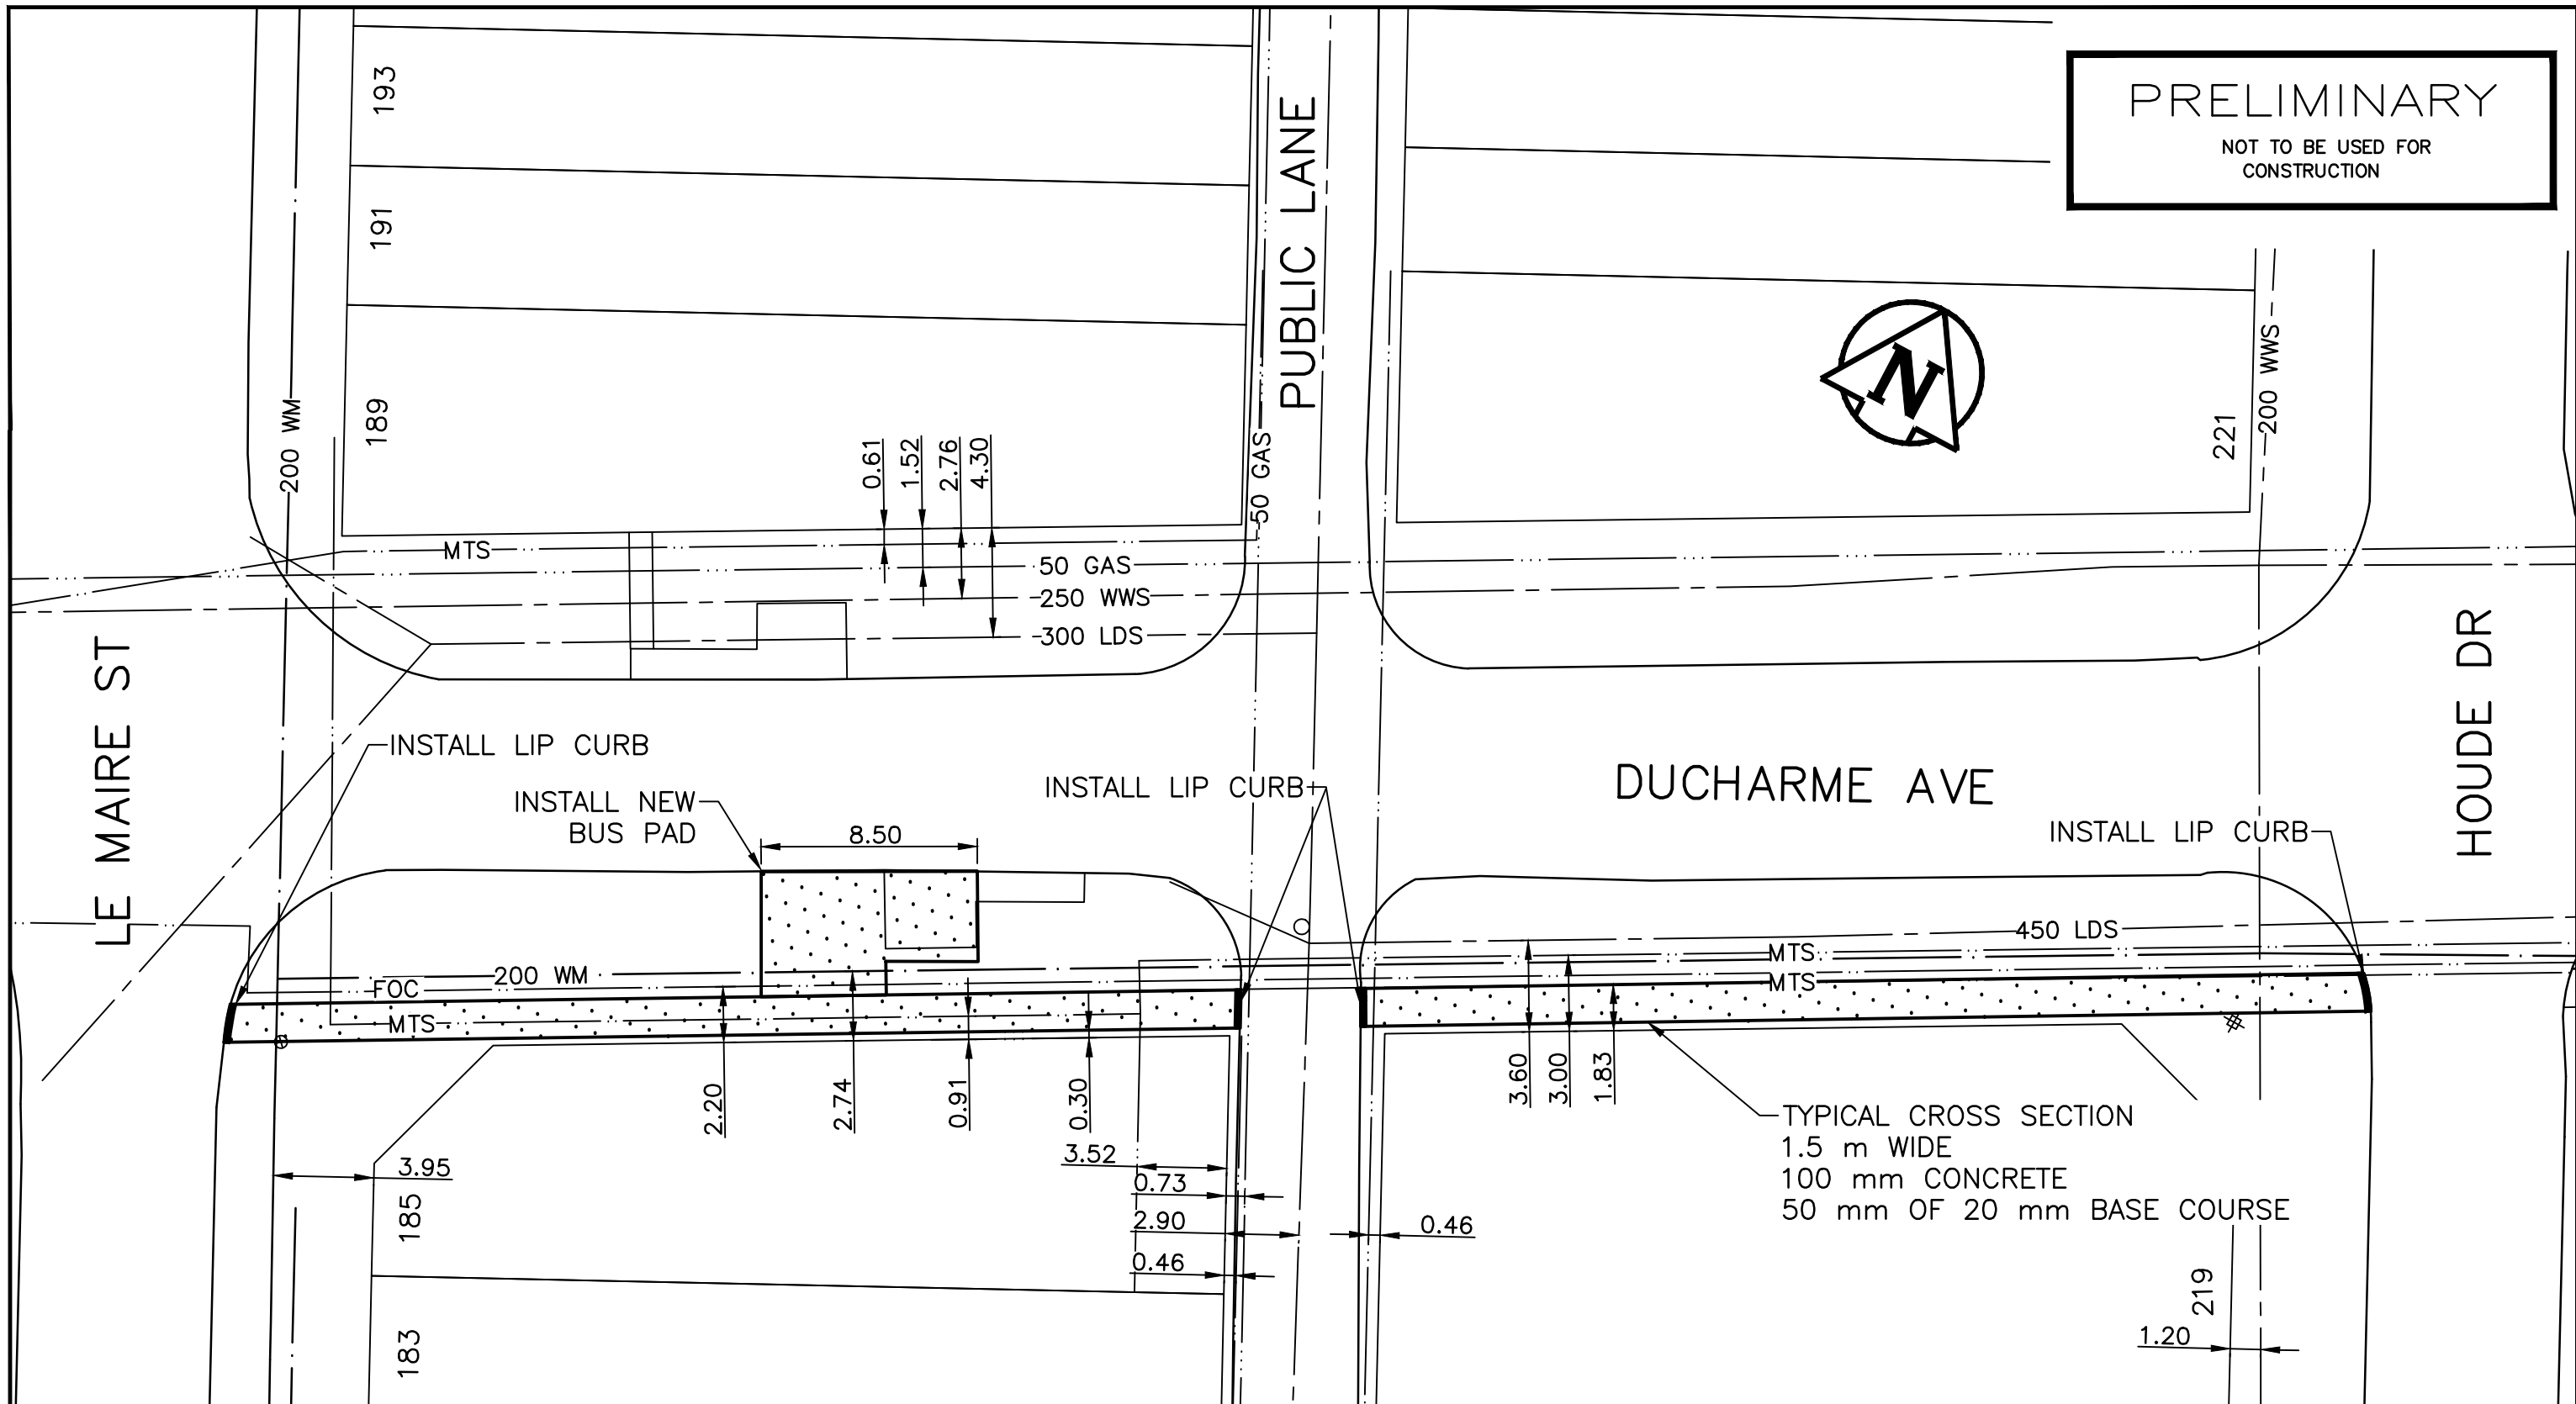 PRELIMINARY
NOT TO BE USED FOR
CONSTRUCTION
193
191
189
200 WM
PUBLIC LANE
50 GAS
N
221
200 WWS
0.61
1.52
2.76
4.30
MTS
50 GAS
250 WWS
300 LDS
LE MAIRE ST
HOUDE DR
DUCHARME AVE
INSTALL LIP CURB
INSTALL NEW
BUS PAD
8.50
INSTALL LIP CURB
INSTALL LIP CURB
450 LDS
MTS
MTS
200 WM
FOC
MTS
2.20
2.74
0.91
0.30
3.60
3.00
1.83
TYPICAL CROSS SECTION
1.5 m WIDE
100 mm CONCRETE
50 mm OF 20 mm BASE COURSE
3.95
3.52
0.73
2.90
0.46
0.46
185
183
219
1.20